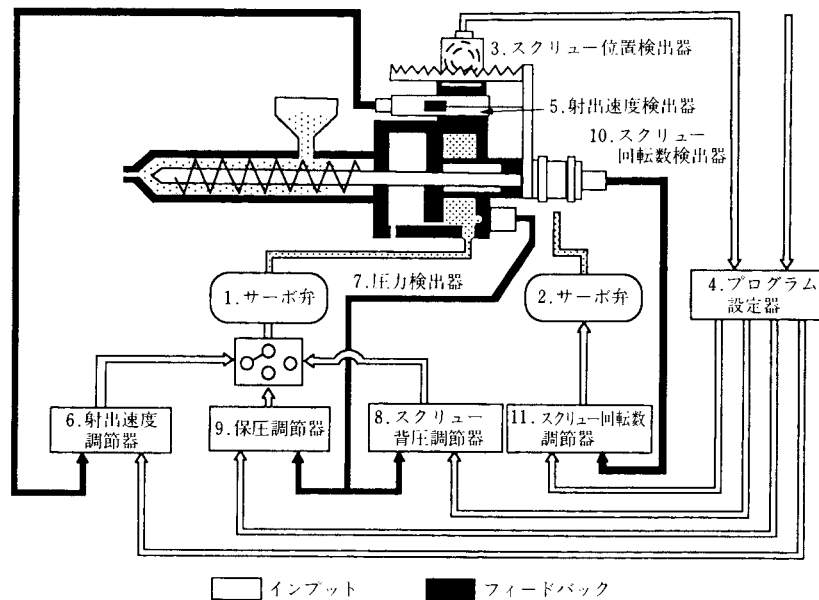 3.スクリュー位置検出器
5.射出速度検出器
10.スクリュー
回転数検出器
7.圧力検出器
1.サーボ弁
2.サーボ弁
4.プログラム
設定器
6.射出速度
調節器
9.保圧調節器
8.スクリュー
背圧調節器
11.スクリュー回転数
調節器
インプット
フィードバック